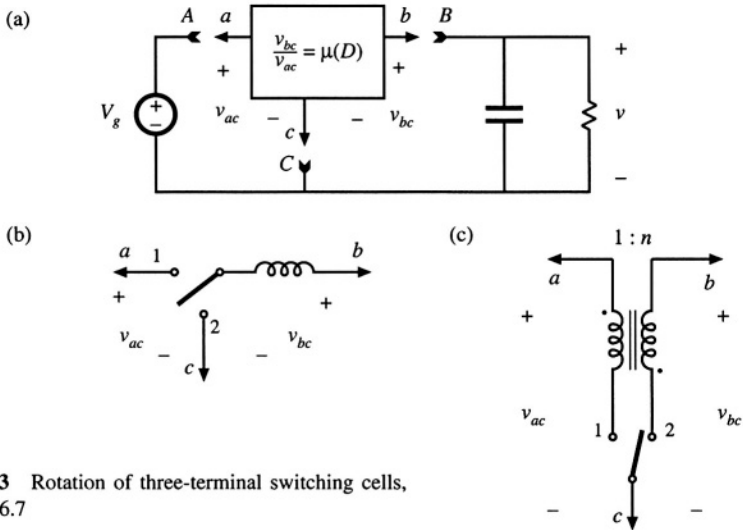 (a)
A a b B
v_bc / v_ac = μ(D)
+ + +
V_g + − v_ac − − v_bc v
c
C −
(b)
a 1 b
+ +
2
v_ac − − v_bc
c
(c)
1 : n
a b
+ +
v_ac 1 2 v_bc
− c −
3 Rotation of three-terminal switching cells,
6.7